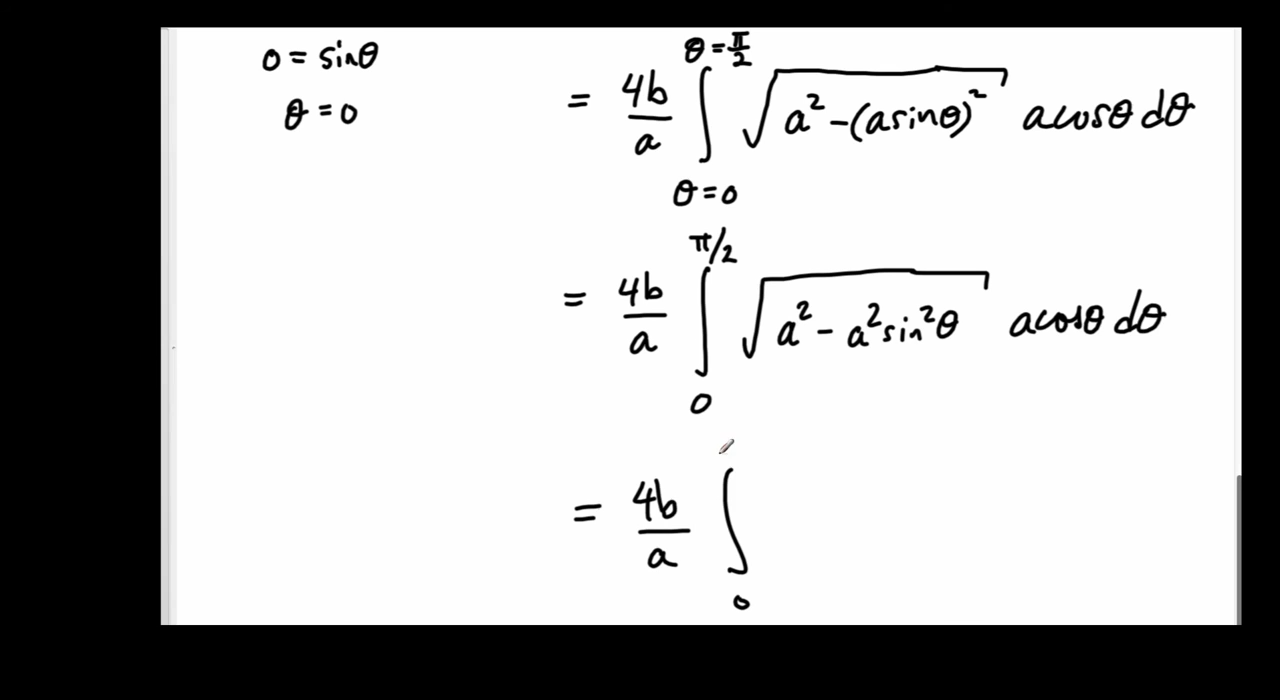 0 = sinθ
θ = 0
θ = π/2
= 4b/a ∫ √(a² - (a sinθ)²) a cosθ dθ
θ = 0
π/2
= 4b/a ∫ √(a² - a² sin²θ) a cosθ dθ
0
= 4b/a ∫
0